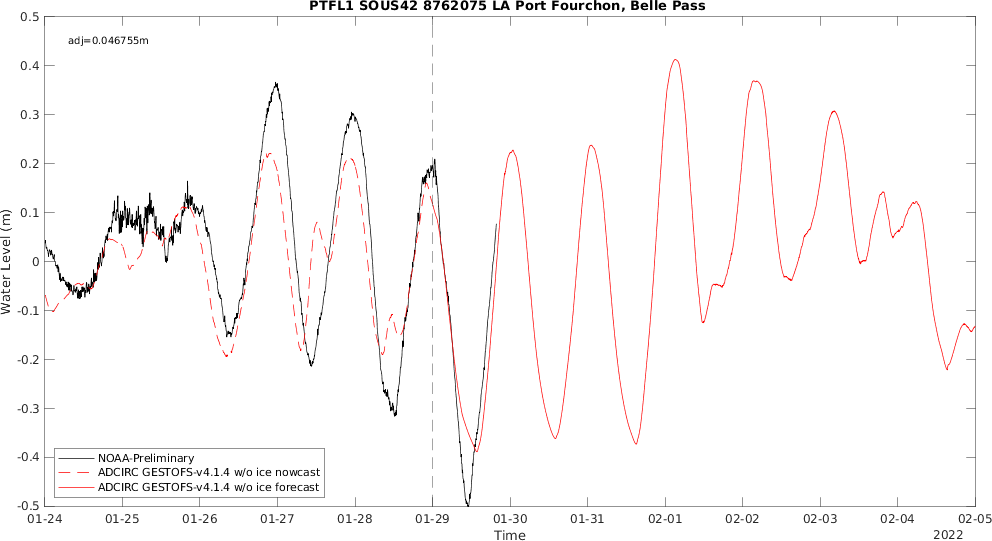 PTFL1 SOUS42 8762075 LA Port Fourchon, Belle Pass
adj=0.046755m
0.5
0.4
0.3
0.2
0.1
0
-0.1
-0.2
-0.3
-0.4
-0.5
Water Level (m)
NOAA-Preliminary
ADCIRC GESTOFS-v4.1.4 w/o ice nowcast
ADCIRC GESTOFS-v4.1.4 w/o ice forecast
01-24 01-25 01-26 01-27 01-28 01-29 01-30 01-31 02-01 02-02 02-03 02-04 02-05
Time
2022